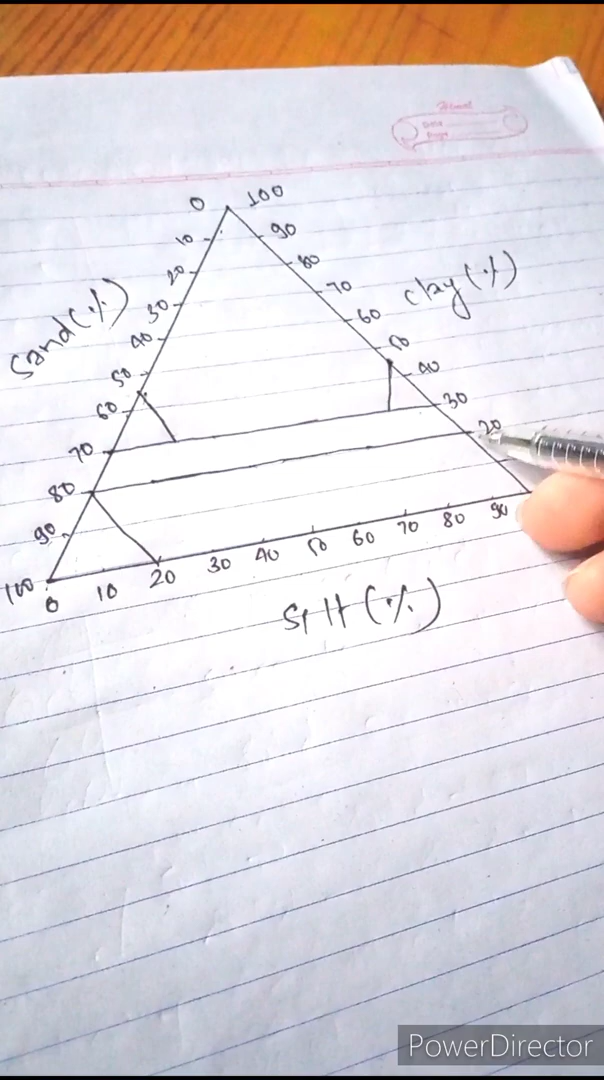 0 100
10 90
20 80
30 70
40 60
50 50
60 40
70 30
80 20
90
100
0 10 20 30 40 50 60 70 80 90
Sand (%)
Clay (%)
Silt (%)
Date
PowerDirector